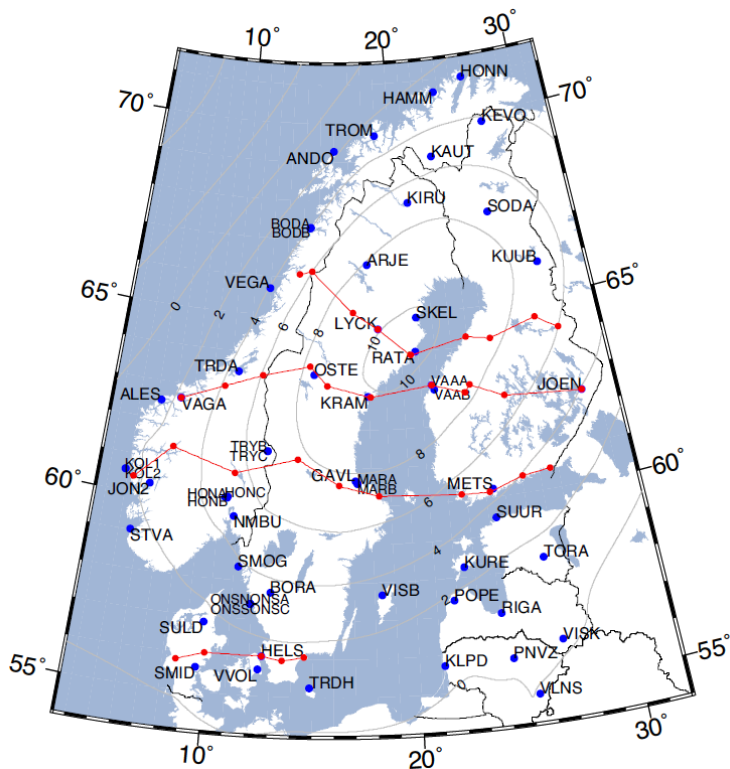 10°
20°
30°
70°
HONN
HAMM
70°
KEVO
TROM
KAUT
ANDO
KIRU
SODA
BODA
BODB
ARJE
KUUB
VEGA
65°
65°
0
2
4
6
8
10
SKEL
LYCK
RATA
TRDA
OSTE
10
VAAA
VAAB
JOEN
ALES
VAGA
KRAM
TRYB
TRYC
8
60°
KOL1
KOL2
GAVL
MARA
MARB
METS
60°
JON2
HONA
HONC
HONB
6
SUUR
NMBU
STVA
4
TORA
SMOG
KURE
BORA
ONSNONSA
ONSSONSC
VISB
2
POPE
RIGA
SULD
VISK
HELS
55°
55°
SMID
VVOL
KLPD
PNVZ
TRDH
0
VLNS
10°
20°
30°